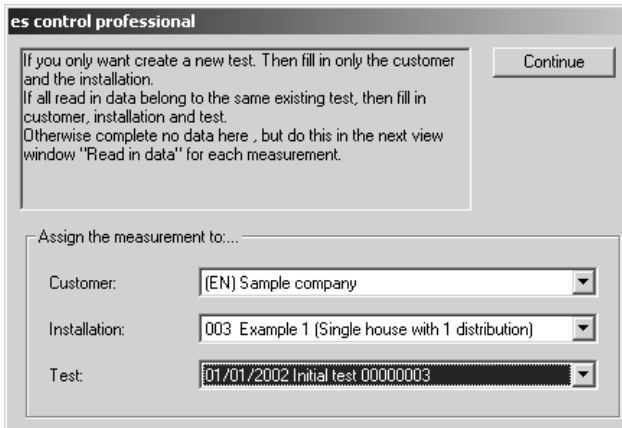 es control professional
If you only want create a new test. Then fill in only the customer
and the installation.
If all read in data belong to the same existing test, then fill in
customer, installation and test.
Otherwise complete no data here , but do this in the next view
window "Read in data" for each measurement.
Continue
Assign the measurement to:...
Customer: (EN) Sample company
Installation: 003 Example 1 (Single house with 1 distribution)
Test: 01/01/2002 Initial test 00000003